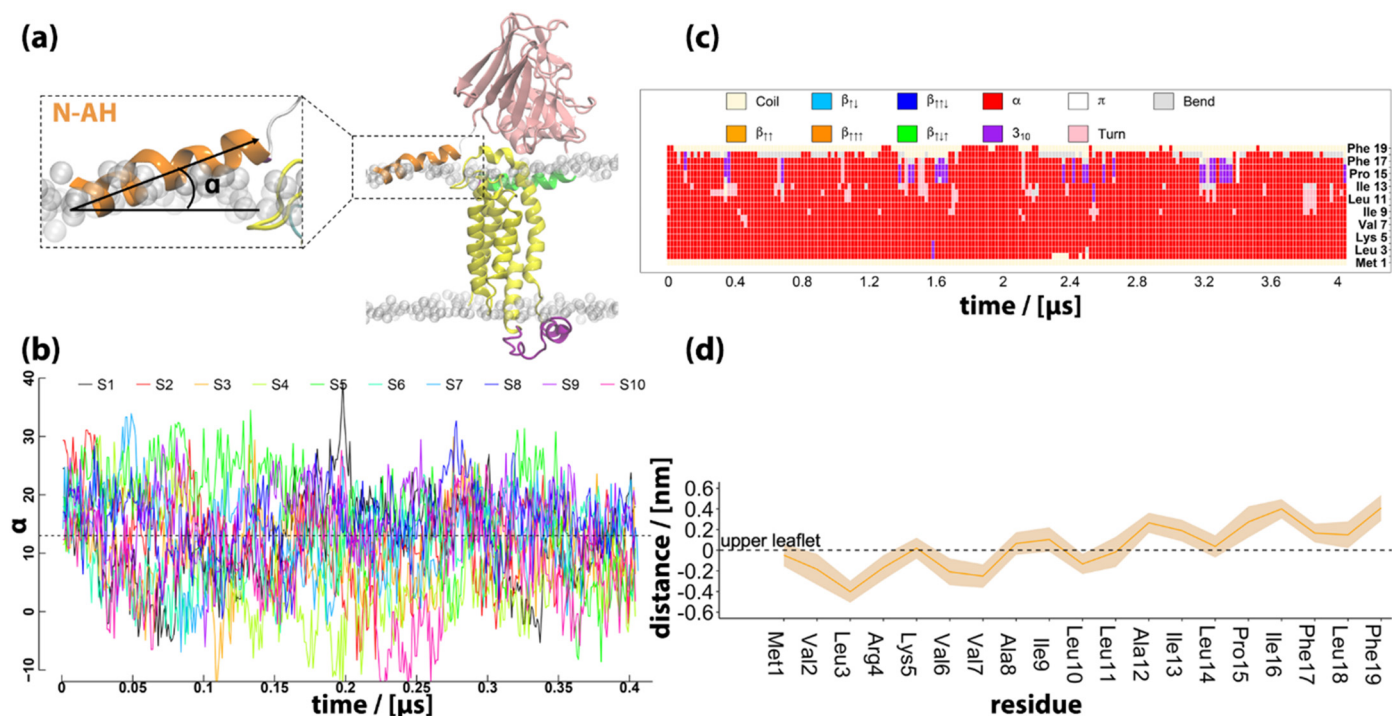 (a)
N-AH
α
(c)
Coil β↑↓ β↑↑↓ α π Bend
β↑↑ β↑↑↑ β↑↓↑ 3₁₀ Turn
Phe 19
Phe 17
Pro 15
Ile 13
Leu 11
Ile 9
Val 7
Lys 5
Leu 3
Met 1
0 0.4 0.8 1.2 1.6 2 2.4 2.8 3.2 3.6 4
time / [µs]
(b)
S1 S2 S3 S4 S5 S6 S7 S8 S9 S10
40
30
20
10
0
-10
α
0 0.05 0.1 0.15 0.2 0.25 0.3 0.35 0.4
time / [µs]
(d)
distance / [nm]
0.6
0.4
0.2
0
-0.2
-0.4
-0.6
upper leaflet
Met1 Val2 Leu3 Arg4 Lys5 Val6 Val7 Ala8 Ile9 Leu10 Leu11 Ala12 Ile13 Leu14 Pro15 Ile16 Phe17 Leu18 Phe19
residue